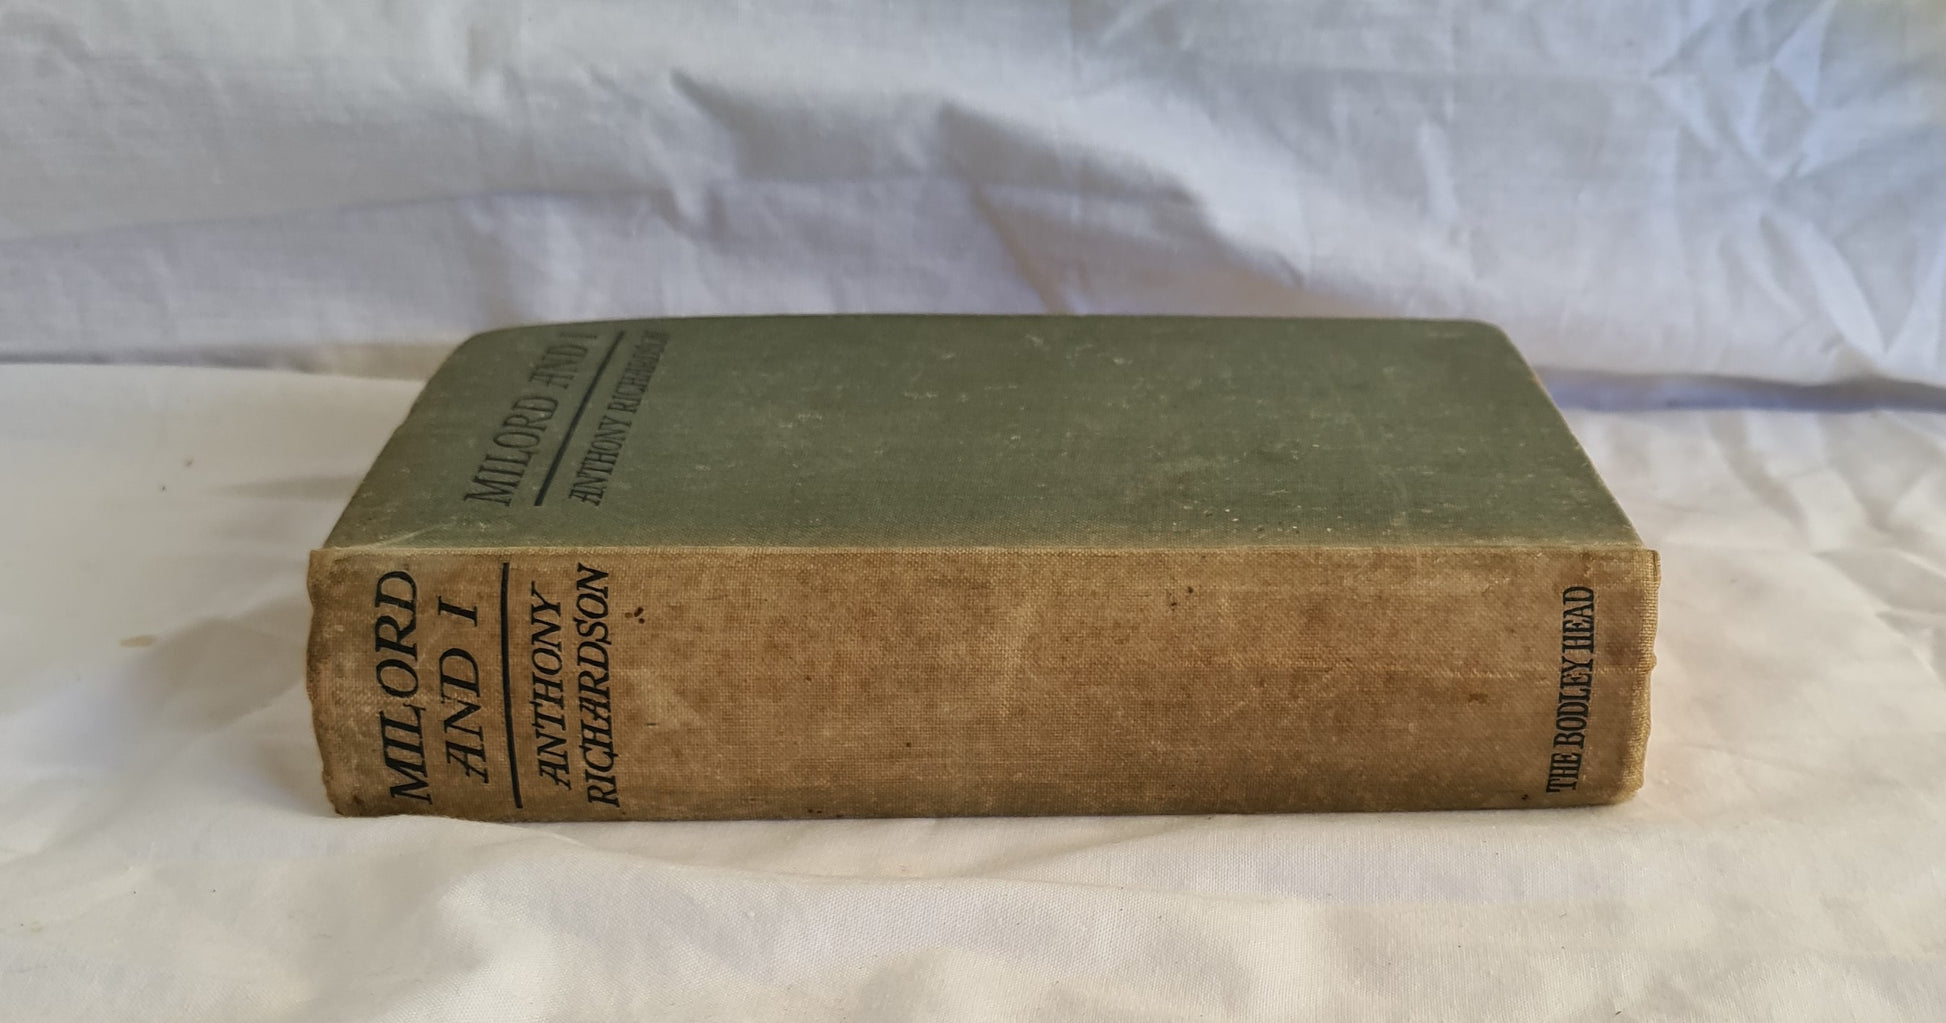 MILORD AND I
ANTHONY RICHARDSON
MILORD
AND I
ANTHONY
RICHARDSON
THE BODLEY HEAD